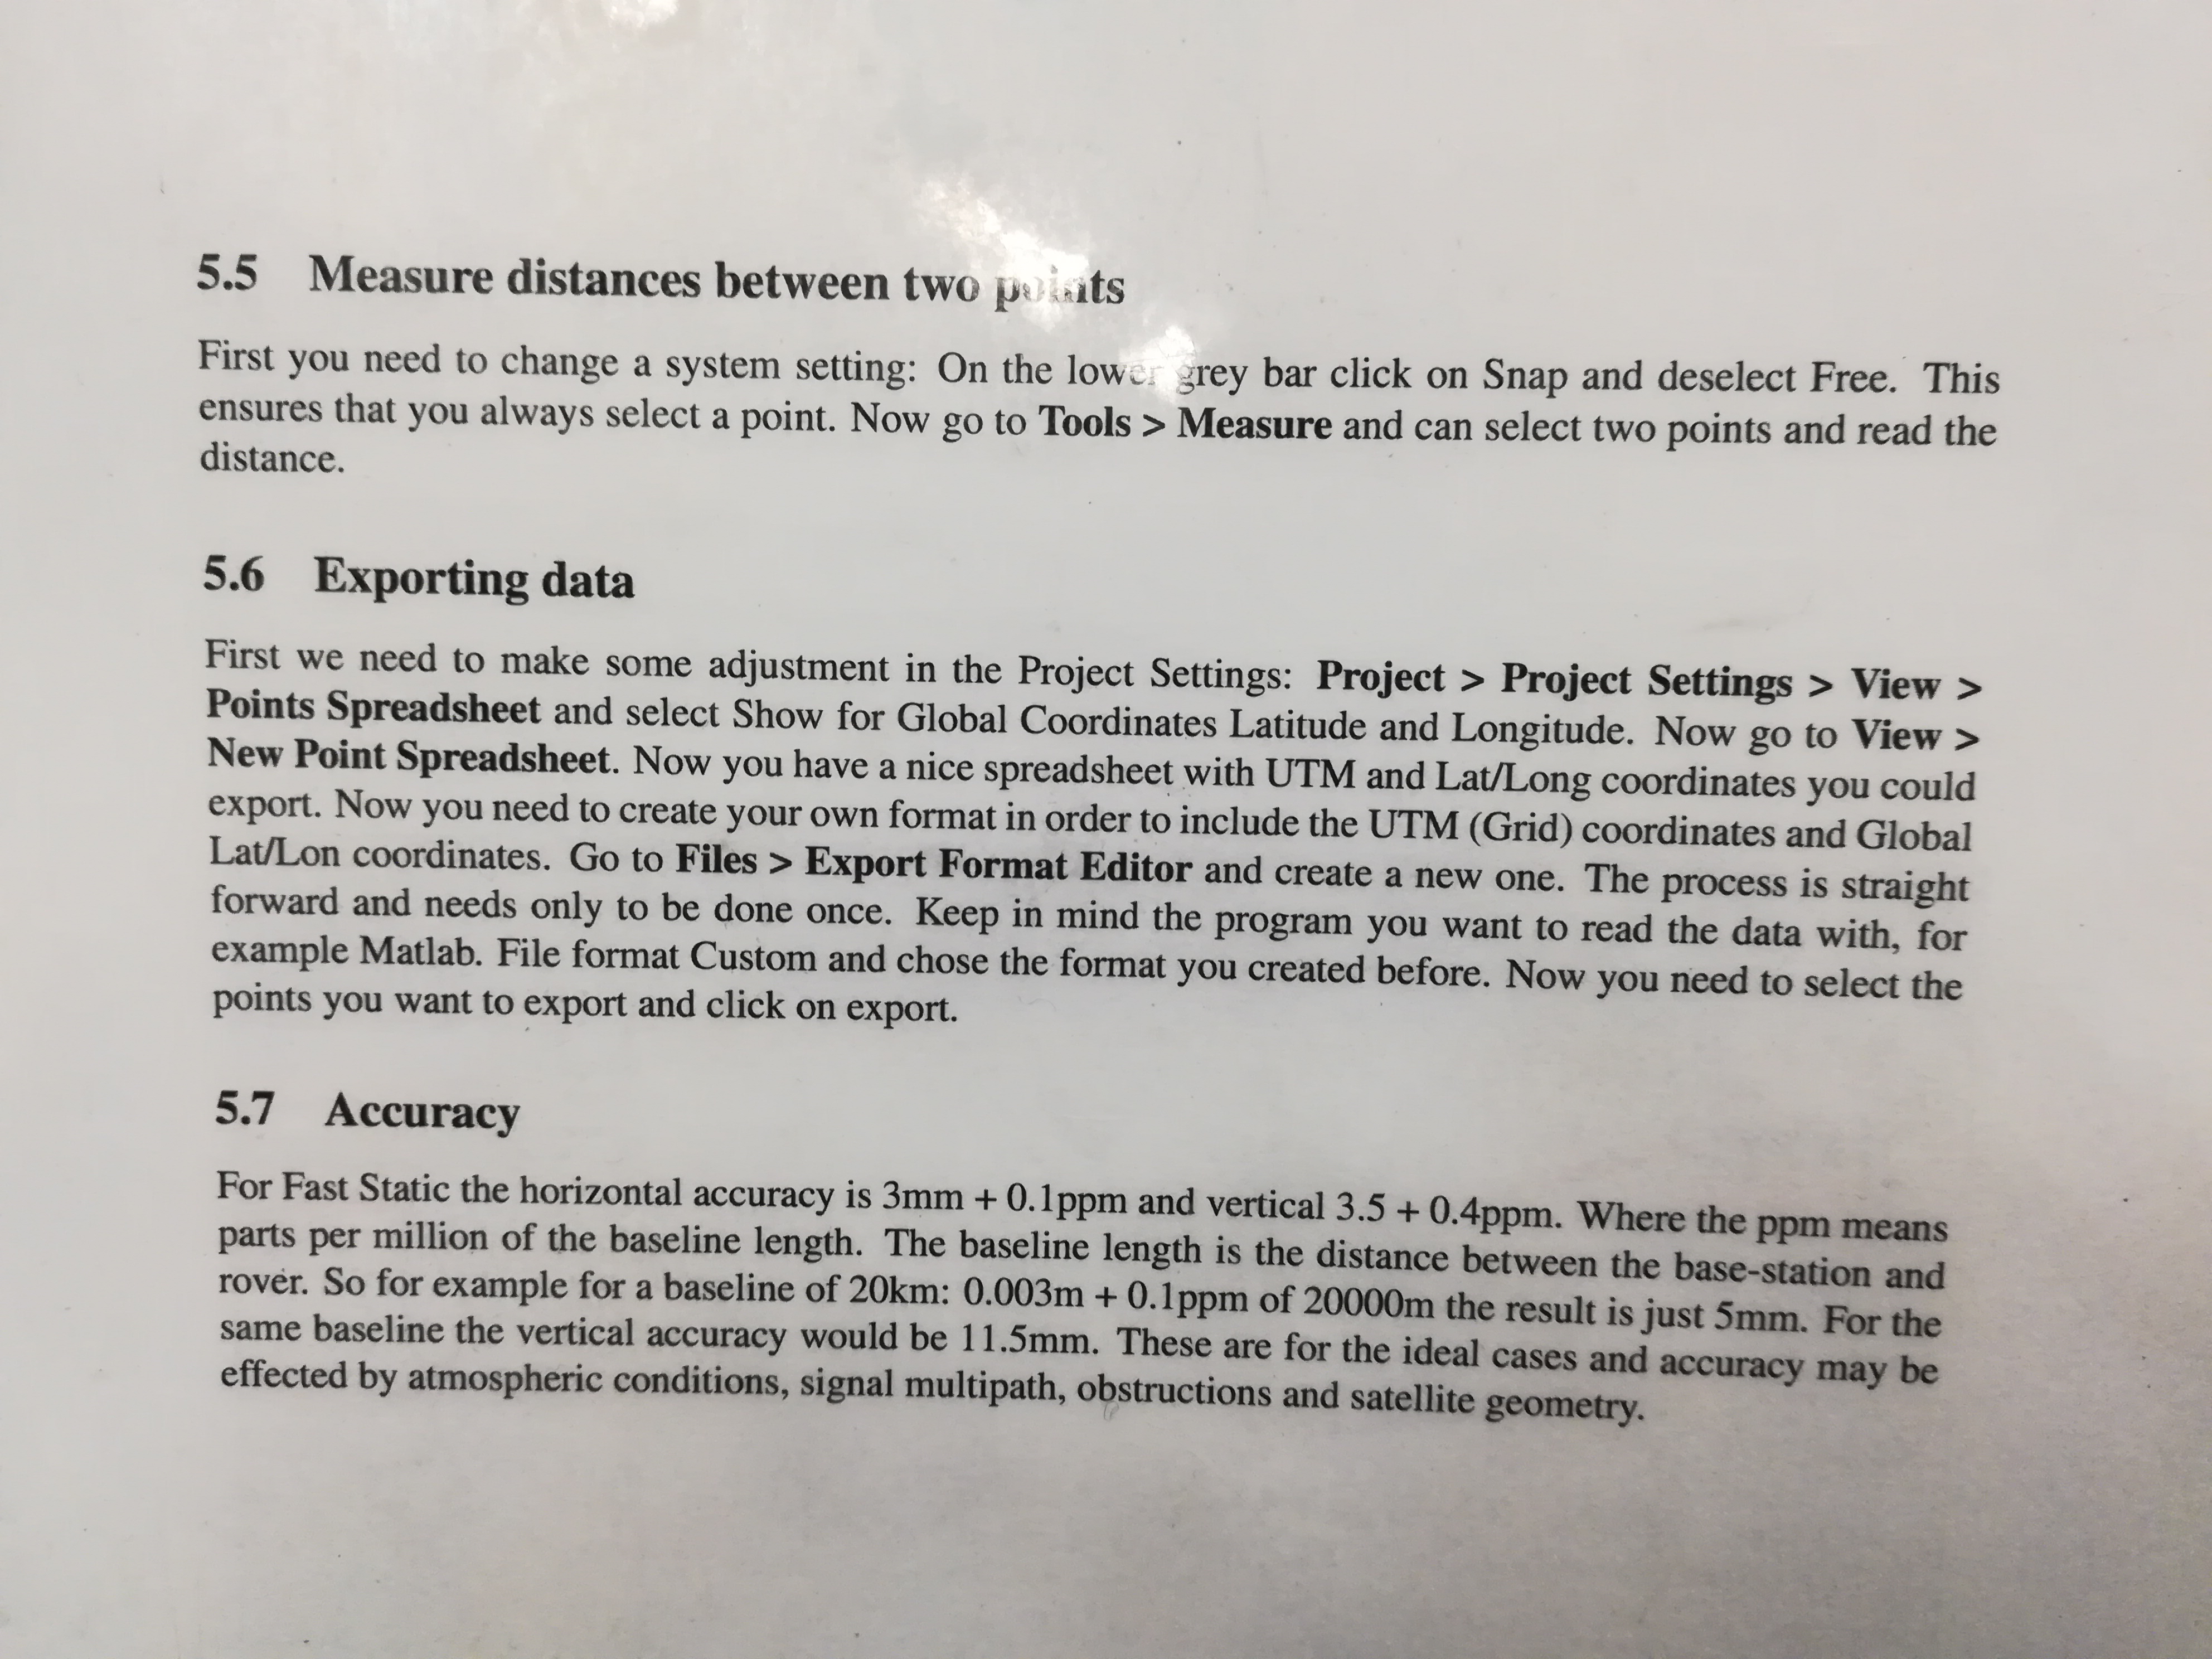 5.5 Measure distances between two points
First you need to change a system setting: On the lower grey bar click on Snap and deselect Free. This
ensures that you always select a point. Now go to Tools > Measure and can select two points and read the
distance.
5.6 Exporting data
First we need to make some adjustment in the Project Settings: Project > Project Settings > View >
Points Spreadsheet and select Show for Global Coordinates Latitude and Longitude. Now go to View >
New Point Spreadsheet. Now you have a nice spreadsheet with UTM and Lat/Long coordinates you could
export. Now you need to create your own format in order to include the UTM (Grid) coordinates and Global
Lat/Lon coordinates. Go to Files > Export Format Editor and create a new one. The process is straight
forward and needs only to be done once. Keep in mind the program you want to read the data with, for
example Matlab. File format Custom and chose the format you created before. Now you need to select the
points you want to export and click on export.
5.7 Accuracy
For Fast Static the horizontal accuracy is 3mm + 0.1ppm and vertical 3.5 + 0.4ppm. Where the ppm means
parts per million of the baseline length. The baseline length is the distance between the base-station and
rover. So for example for a baseline of 20km: 0.003m + 0.1ppm of 20000m the result is just 5mm. For the
same baseline the vertical accuracy would be 11.5mm. These are for the ideal cases and accuracy may be
effected by atmospheric conditions, signal multipath, obstructions and satellite geometry.